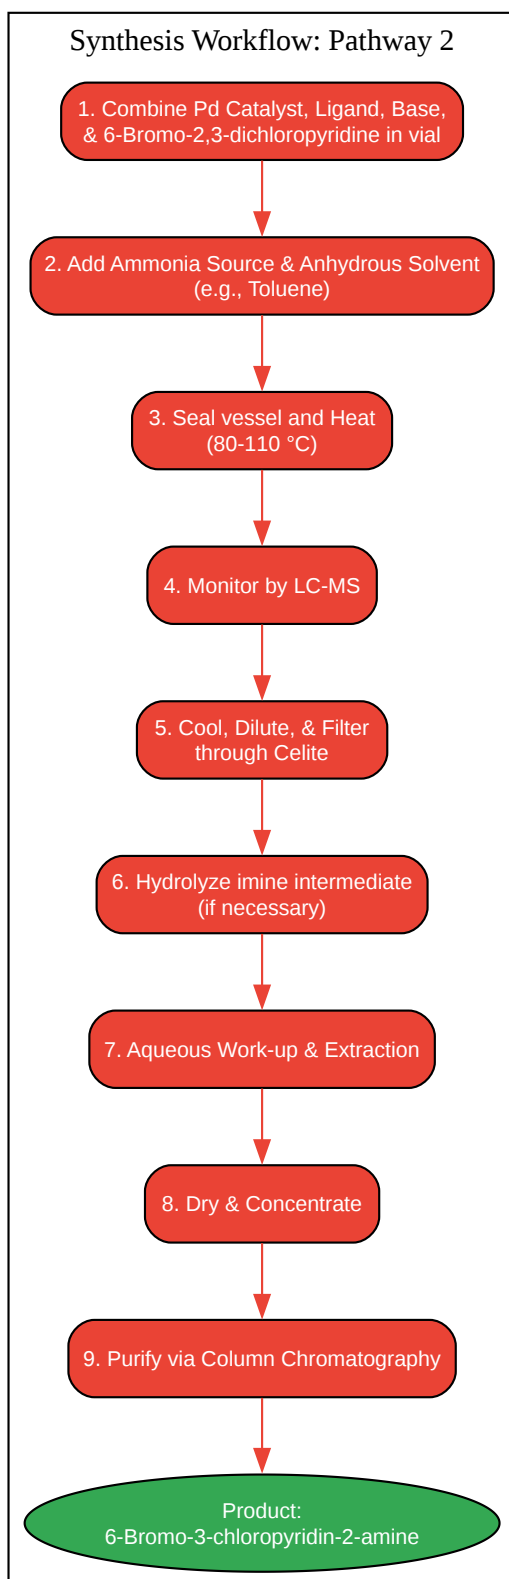 Synthesis Workflow: Pathway 2
1. Combine Pd Catalyst, Ligand, Base,
& 6-Bromo-2,3-dichloropyridine in vial
2. Add Ammonia Source & Anhydrous Solvent
(e.g., Toluene)
3. Seal vessel and Heat
(80-110 °C)
4. Monitor by LC-MS
5. Cool, Dilute, & Filter
through Celite
6. Hydrolyze imine intermediate
(if necessary)
7. Aqueous Work-up & Extraction
8. Dry & Concentrate
9. Purify via Column Chromatography
Product:
6-Bromo-3-chloropyridin-2-amine